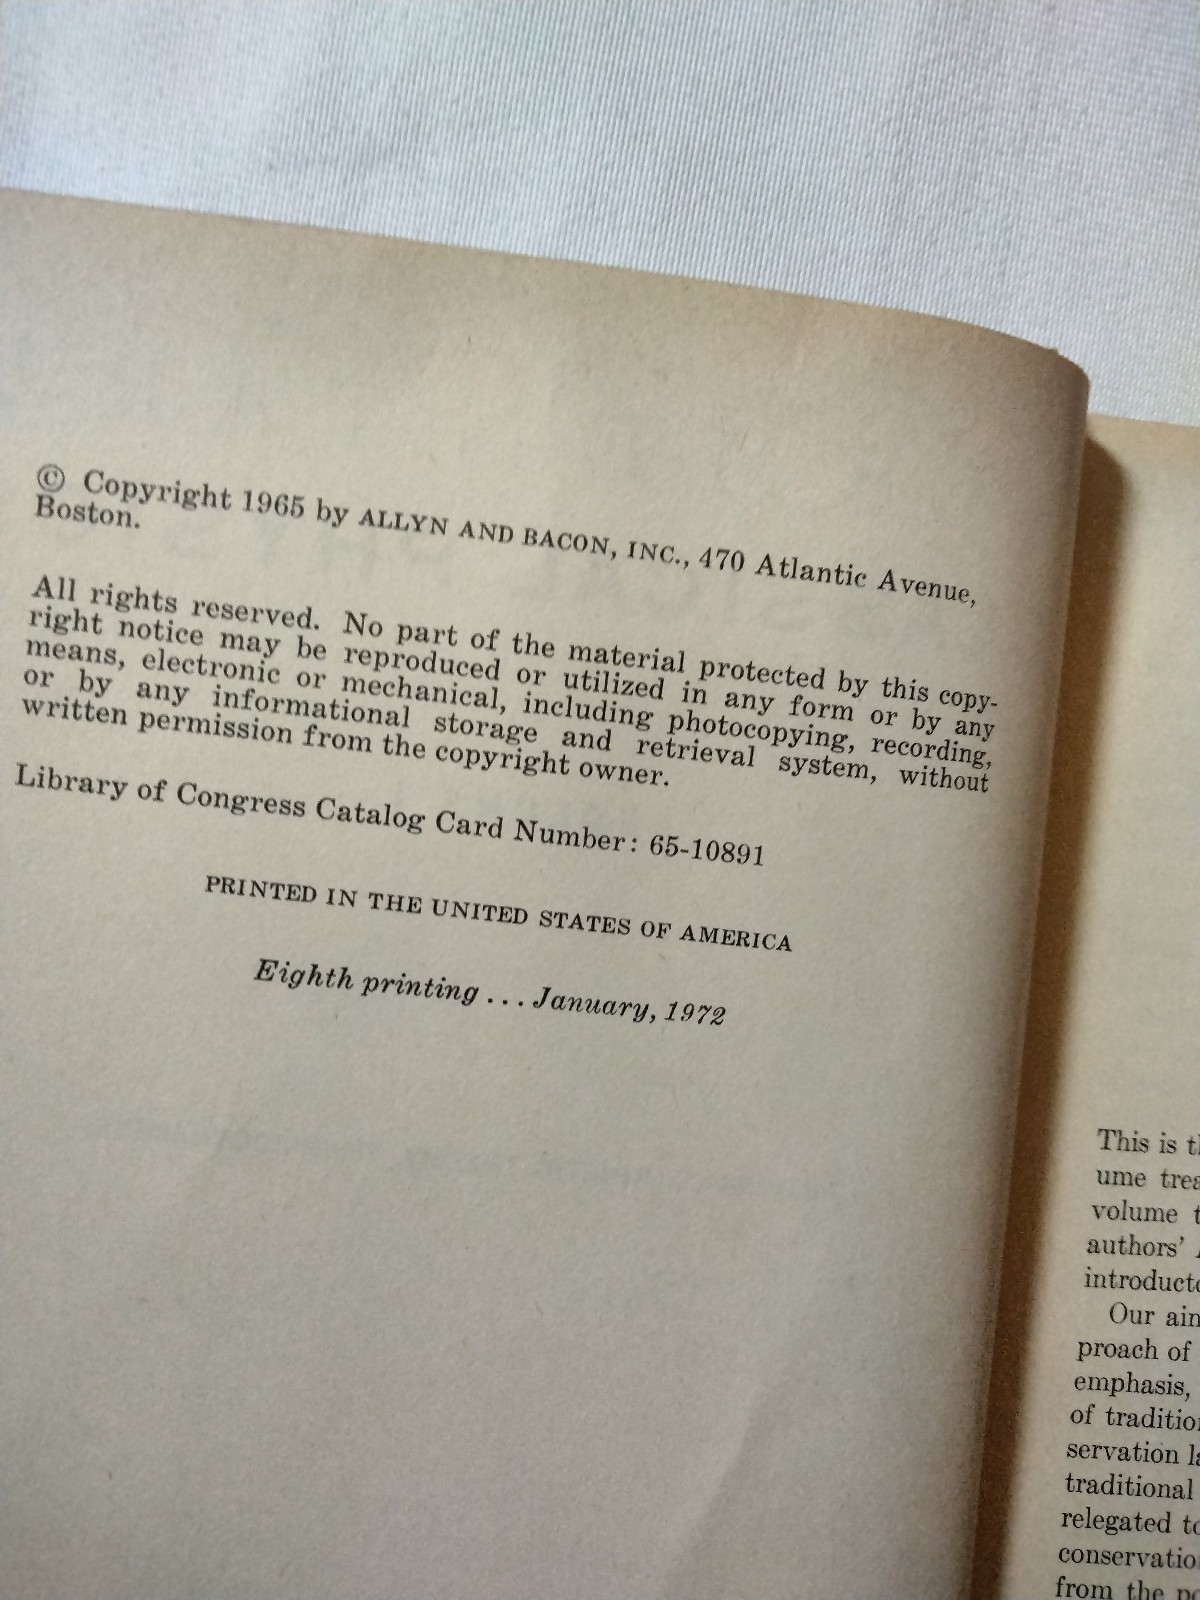 © Copyright 1965 by ALLYN AND BACON, INC., 470 Atlantic Avenue,
Boston.
All rights reserved. No part of the material protected by this copy-
right notice may be reproduced or utilized in any form or by any
means, electronic or mechanical, including photocopying, recording,
or by any informational storage and retrieval system, without
written permission from the copyright owner.
Library of Congress Catalog Card Number: 65-10891
PRINTED IN THE UNITED STATES OF AMERICA
Eighth printing ... January, 1972
This is
ume
volume
authors'
Our
proach of
emphasis,
of
servation
traditional
relegated
from the